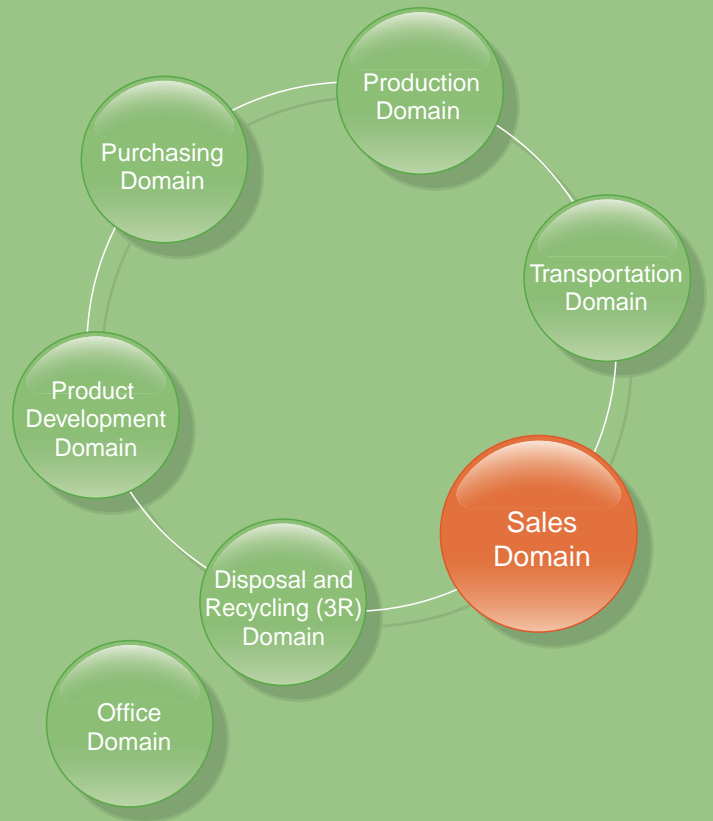 Production
Domain
Purchasing
Domain
Transportation
Domain
Product
Development
Domain
Sales
Domain
Disposal and
Recycling (3R)
Domain
Office
Domain